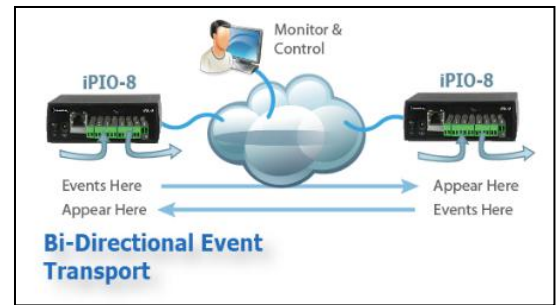 Monitor &
Control
iPIO-8
iPIO-8
Events Here
Appear Here
Appear Here
Events Here
Bi-Directional Event
Transport